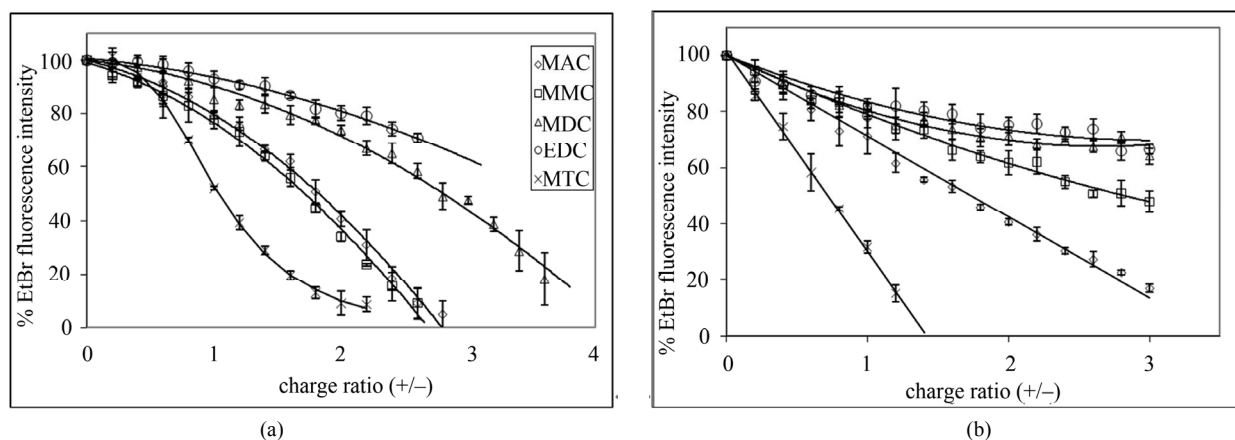 % EtBr fluorescence intensity
100
80
60
40
20
0
0 1 2 3 4
charge ratio (+/–)
MAC
MMC
MDC
EDC
MTC
(a)
% EtBr fluorescence intensity
100
80
60
40
20
0
0 1 2 3
charge ratio (+/–)
(b)